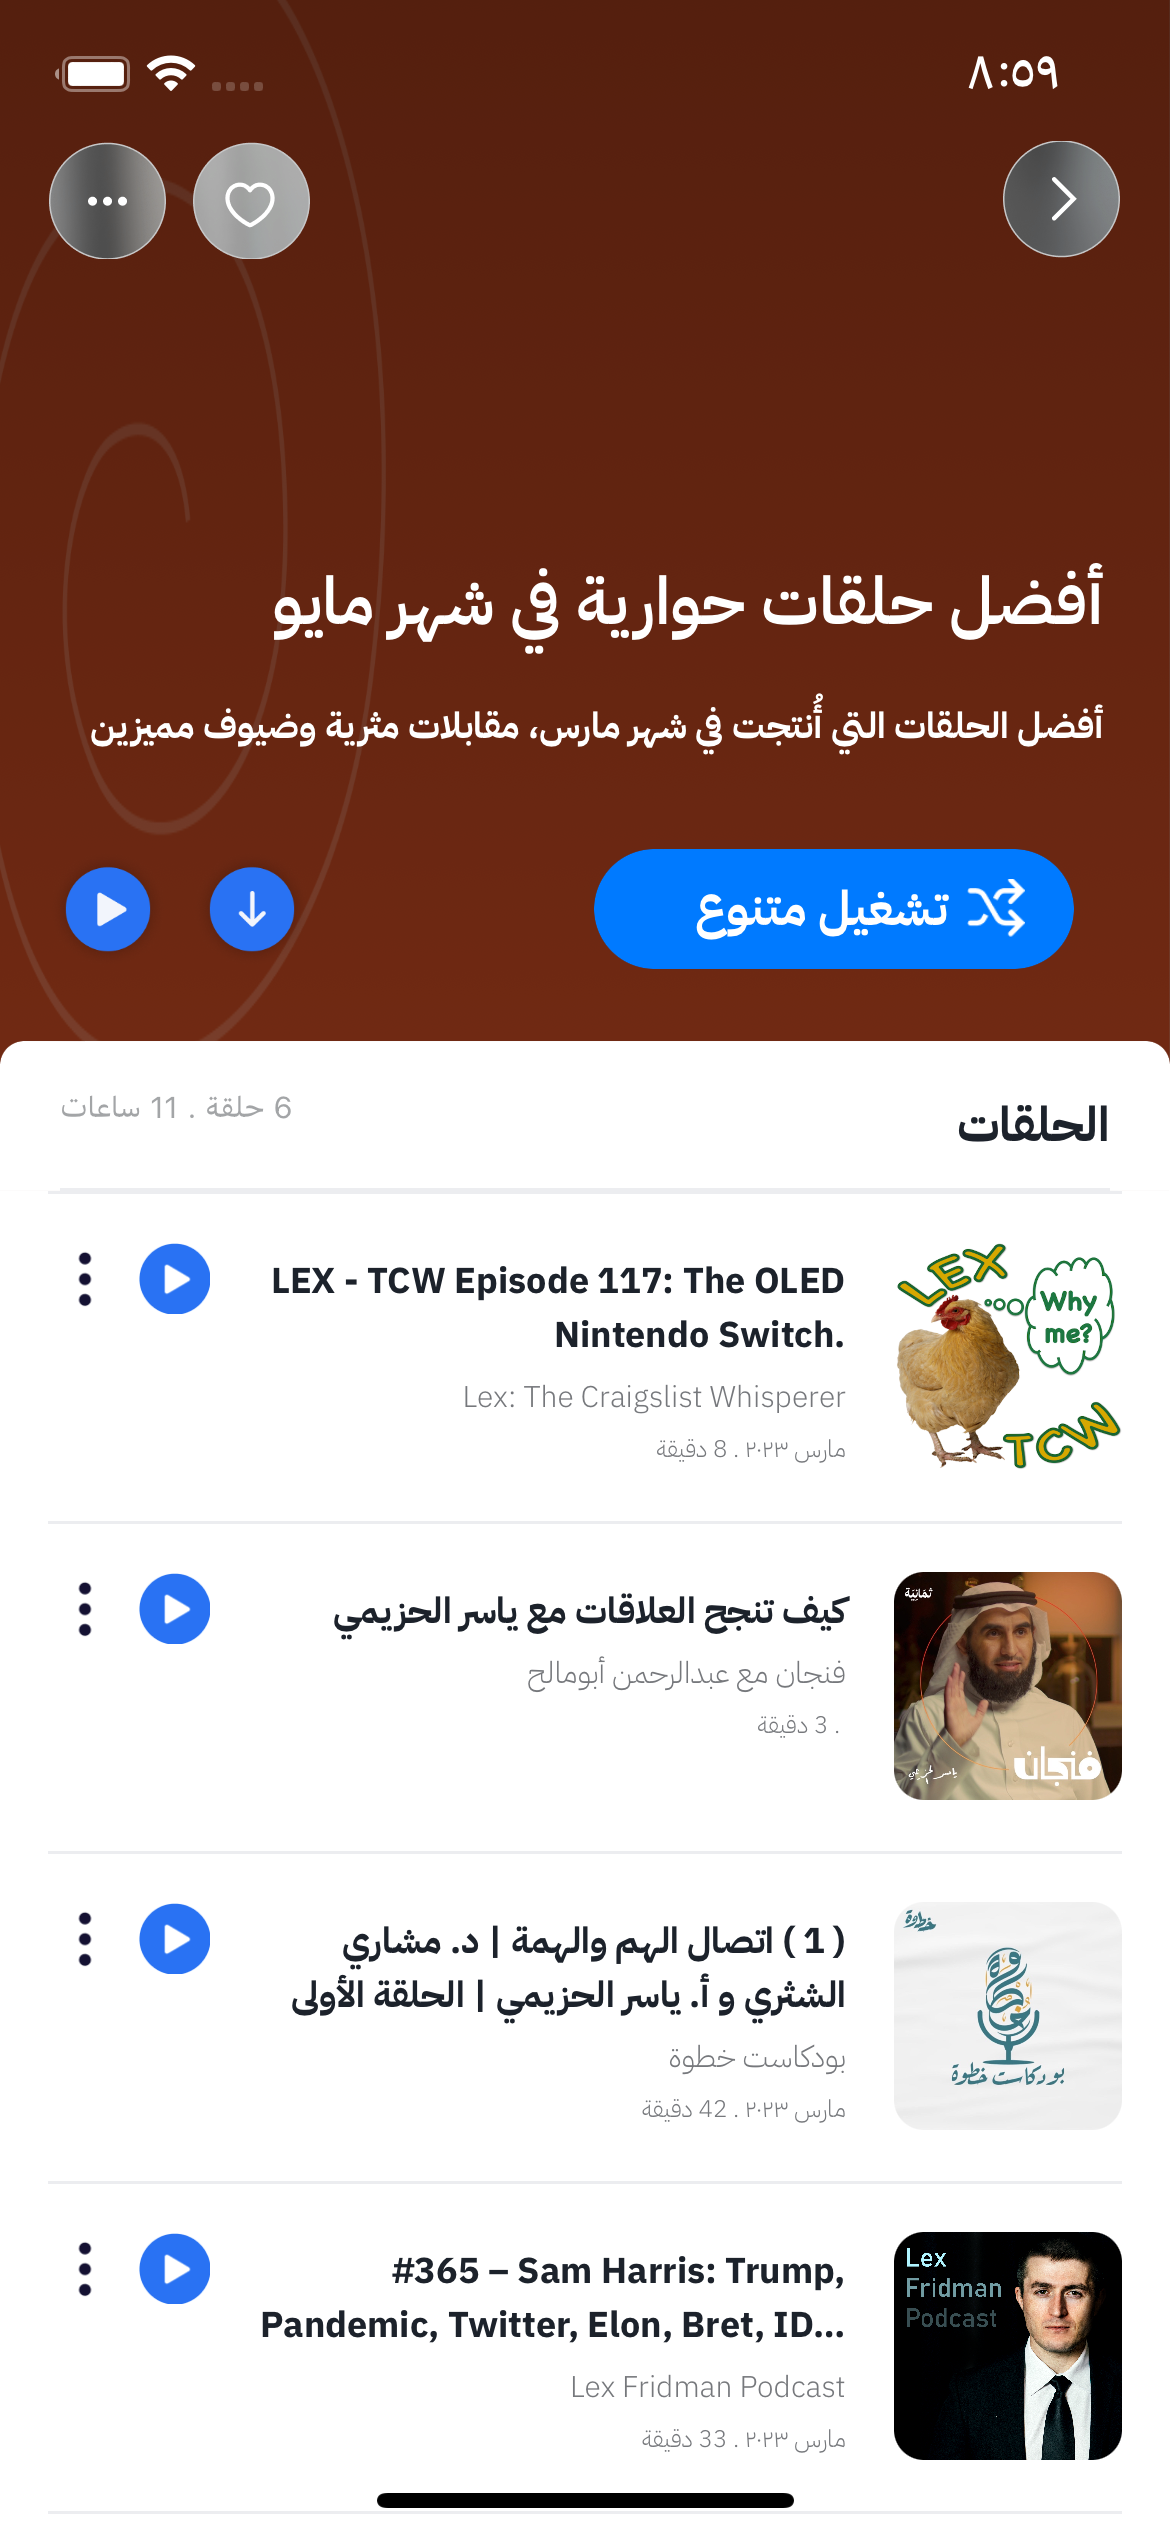 ٨:٥٩
أفضل حلقات حوارية في شهر مايو
أفضل الحلقات التي أُنتجت في شهر مارس، مقابلات مثرية وضيوف مميزين
تشغيل متنوع
الحلقات
6 حلقة . 11 ساعات
LEX
Why
me?
TCW
LEX - TCW Episode 117: The OLED
Nintendo Switch.
Lex: The Craigslist Whisperer
مارس ٢٠٢٣ . 8 دقيقة
ثمانية
فنجان
ياسر الحزيمي
كيف تنجح العلاقات مع ياسر الحزيمي
فنجان مع عبدالرحمن أبومالح
. 3 دقيقة
خطوة
خطوة
بودكاست خطوة
( 1 ) اتصال الهم والهمة | د. مشاري
الشثري و أ. ياسر الحزيمي | الحلقة الأولى
بودكاست خطوة
مارس ٢٠٢٣ . 42 دقيقة
Lex
Fridman
Podcast
#365 – Sam Harris: Trump,
Pandemic, Twitter, Elon, Bret, ID...
Lex Fridman Podcast
مارس ٢٠٢٣ . 33 دقيقة